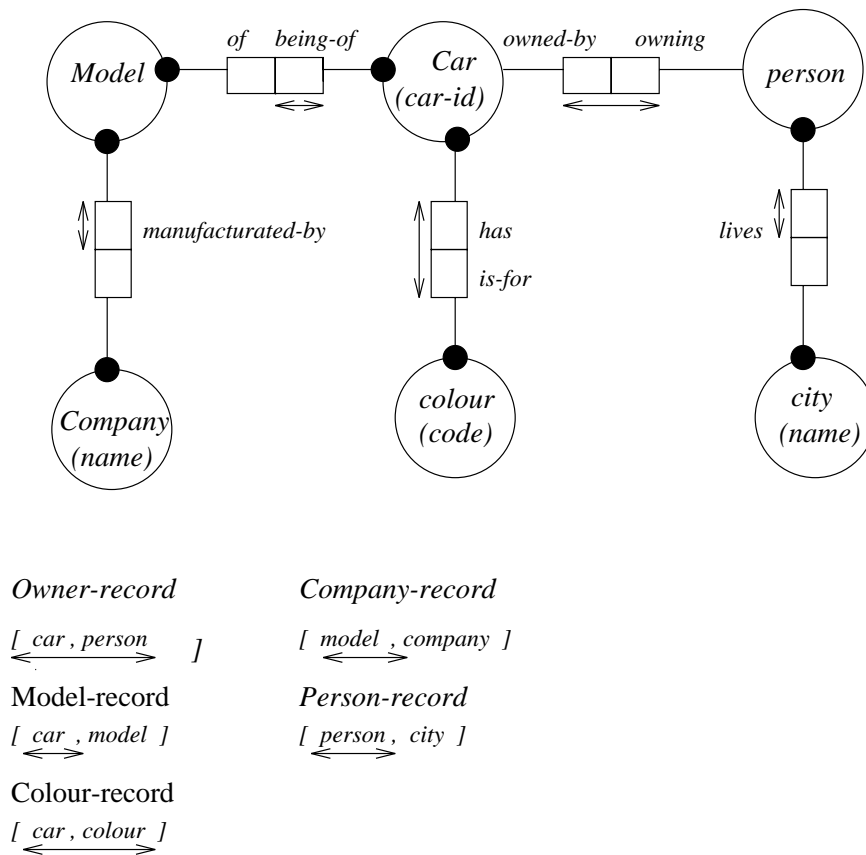 of being-of owned-by owning
Model Car person
(car-id)
manufacturated-by has lives
is-for
Company colour city
(name) (code) (name)
Owner-record Company-record
[ car , person ] [ model , company ]
Model-record Person-record
[ car , model ] [ person , city ]
Colour-record
[ car , colour ]